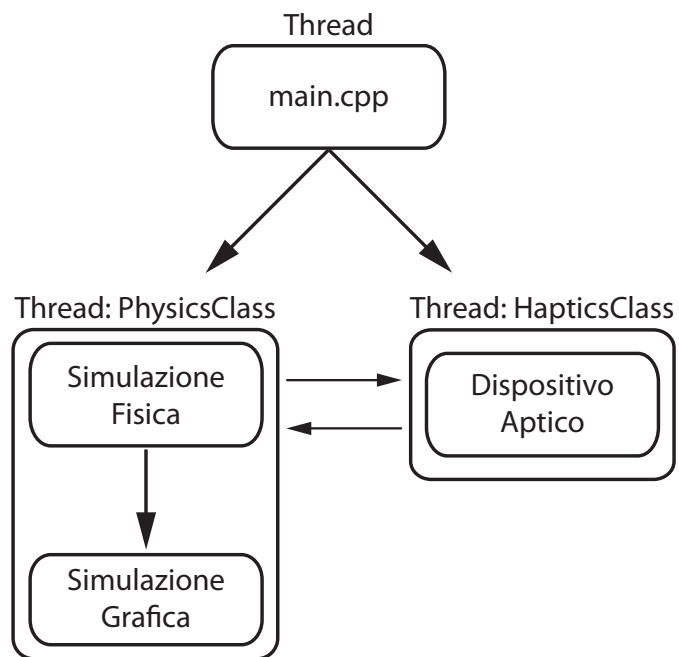 Thread
main.cpp
Thread: PhysicsClass
Thread: HapticsClass
Simulazione
Fisica
Dispositivo
Aptico
Simulazione
Grafica